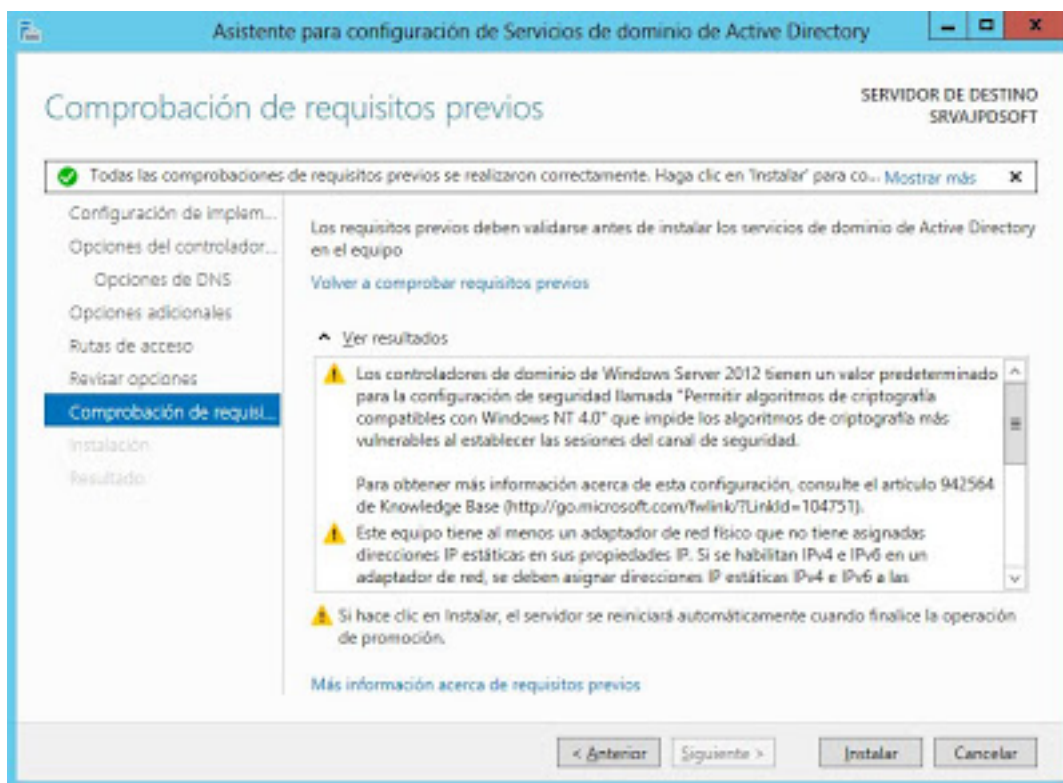 Asistente para configuración de Servicios de dominio de Active Directory
Comprobación de requisitos previos
SERVIDOR DE DESTINO
SRVAJPDSOFT
Todas las comprobaciones de requisitos previos se realizaron correctamente. Haga clic en 'Instalar' para co... Mostrar más
Configuración de implem...
Opciones del controlador...
Opciones de DNS
Opciones adicionales
Rutas de acceso
Revisar opciones
Comprobación de requisi...
Instalación
Resultado
Los requisitos previos deben validarse antes de instalar los servicios de dominio de Active Directory
en el equipo
Volver a comprobar requisitos previos
Ver resultados
Los controladores de dominio de Windows Server 2012 tienen un valor predeterminado
para la configuración de seguridad llamada "Permitir algoritmos de criptografía
compatibles con Windows NT 4.0" que impide los algoritmos de criptografía más
vulnerables al establecer las sesiones del canal de seguridad.
Para obtener más información acerca de esta configuración, consulte el artículo 942564
de Knowledge Base (http://go.microsoft.com/fwlink/?LinkId=104751).
Este equipo tiene al menos un adaptador de red físico que no tiene asignadas
direcciones IP estáticas en sus propiedades IP. Si se habilitan IPv4 e IPv6 en un
adaptador de red, se deben asignar direcciones IP estáticas IPv4 e IPv6 a las
Si hace clic en Instalar, el servidor se reiniciará automáticamente cuando finalice la operación
de promoción.
Más información acerca de requisitos previos
< Anterior
Siguiente >
Instalar
Cancelar